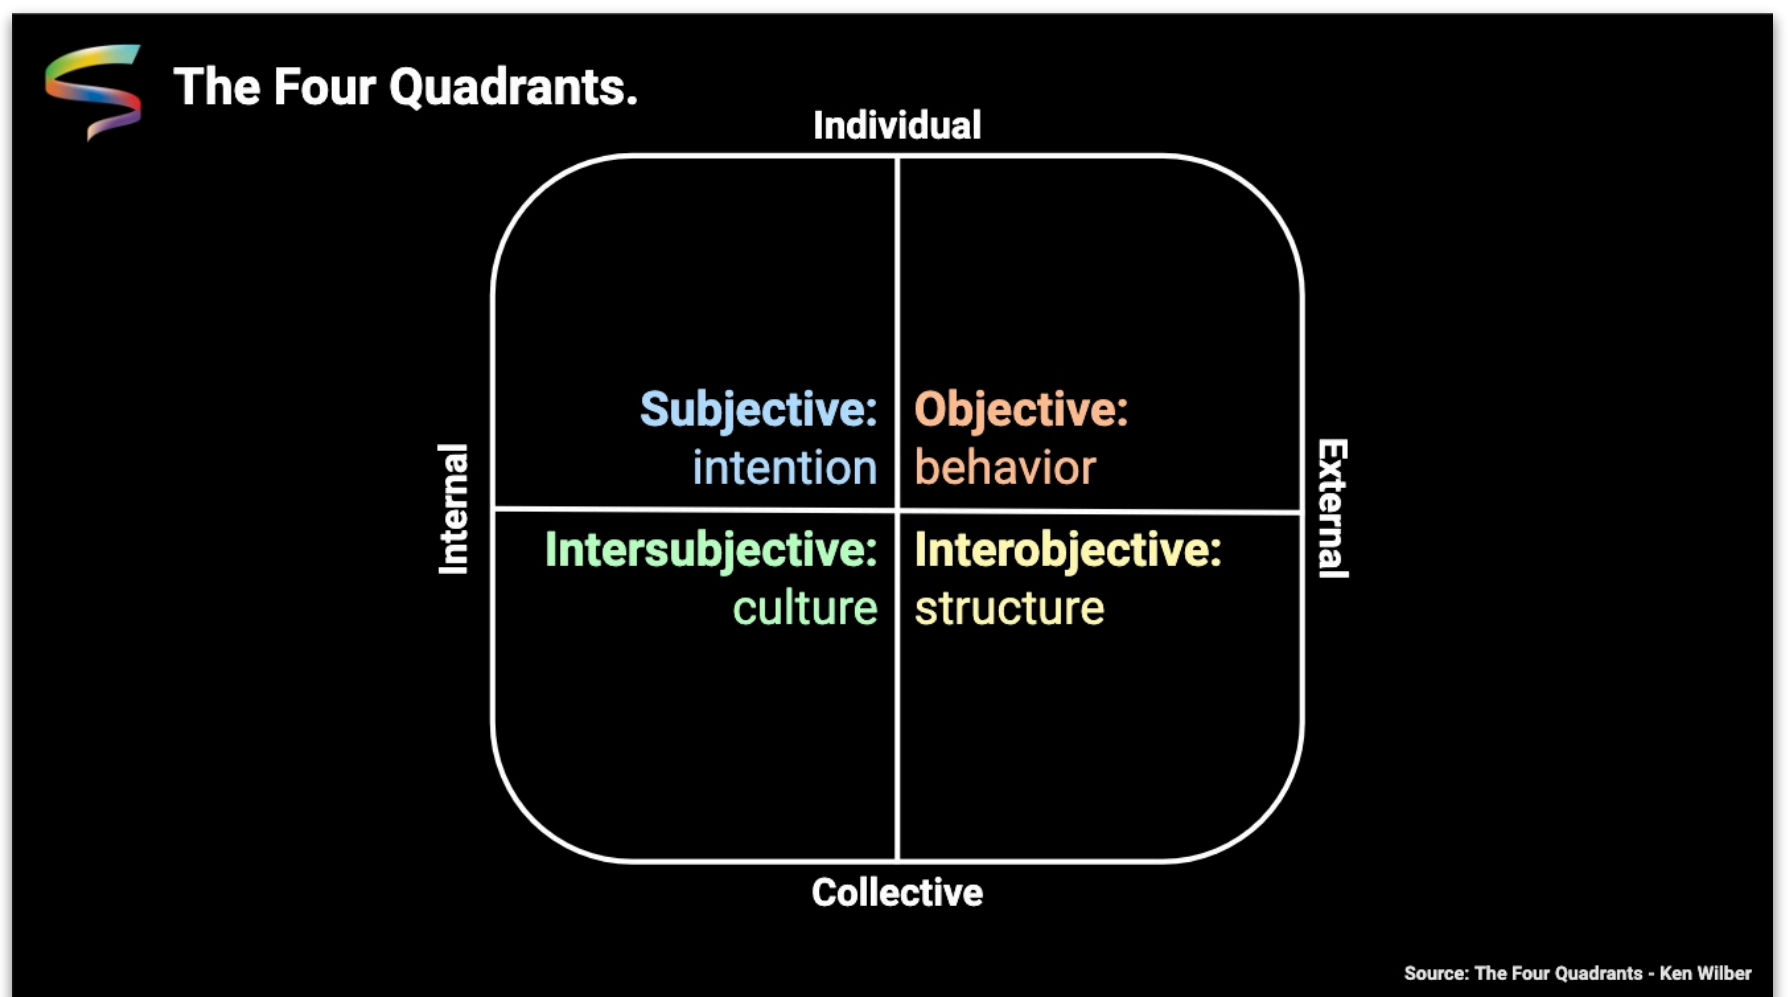 The Four Quadrants.
Individual
Subjective:
intention
Objective:
behavior
Internal
External
Intersubjective:
culture
Interobjective:
structure
Collective
Source: The Four Quadrants - Ken Wilber